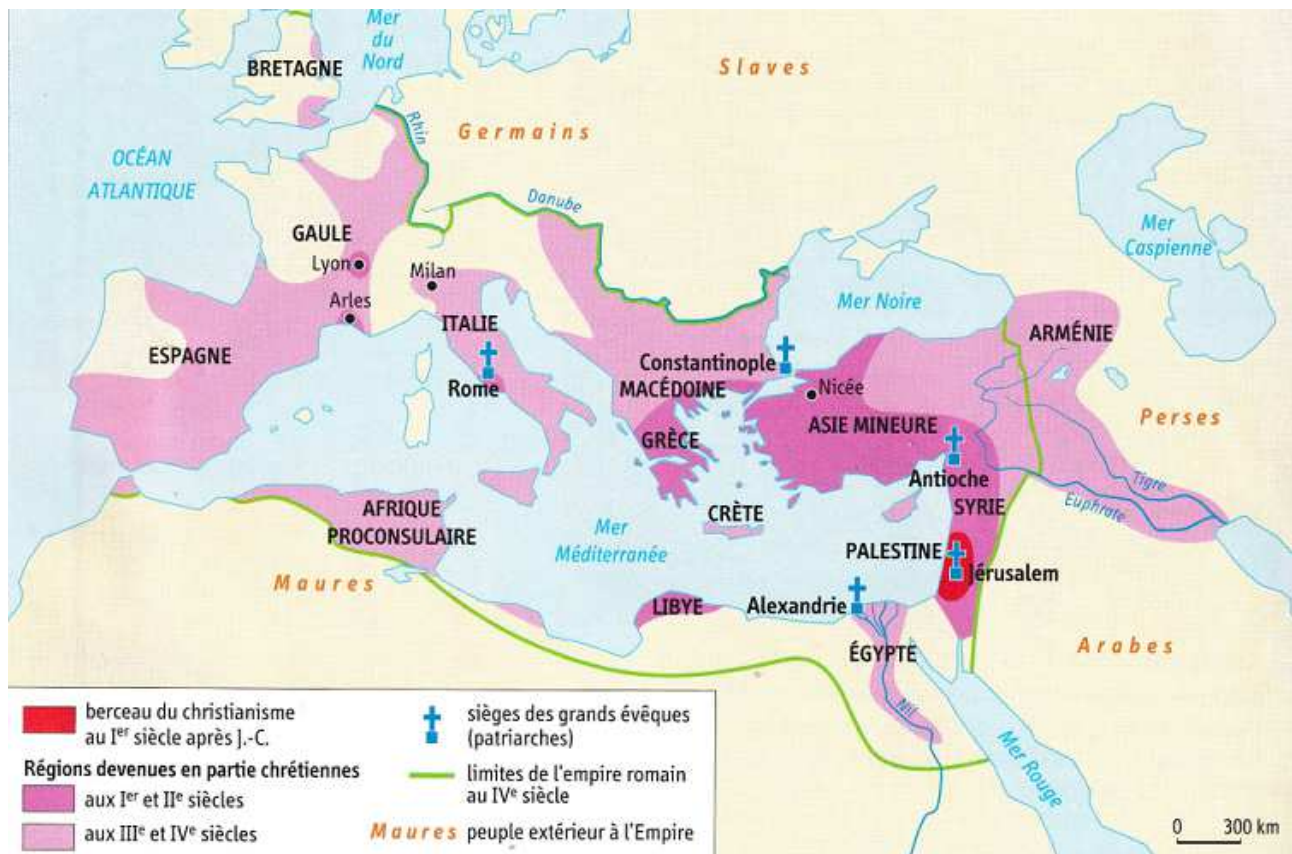 Mer
du
Nord
BRETAGNE
Slaves
Rhin
Germains
OCÉAN
ATLANTIQUE
Danube
Mer
Caspienne
GAULE
Lyon
Milan
Mer Noire
Arles
ITALIE
ARMÉNIE
ESPAGNE
Constantinople
Rome
MACÉDOINE
Nicée
Perses
ASIE MINEURE
GRÈCE
Antioche
Tigre
SYRIE
Euphrate
AFRIQUE
PROCONSULAIRE
CRÈTE
Mer
Méditerranée
PALESTINE
Jérusalem
Maures
LIBYE
Alexandrie
ÉGYPTE
Arabes
Nil
Mer Rouge
berceau du christianisme
au Ier siècle après J.-C.
Régions devenues en partie chrétiennes
aux Ier et IIe siècles
aux IIIe et IVe siècles
sièges des grands évêques
(patriarches)
limites de l'empire romain
au IVe siècle
Maures peuple extérieur à l'Empire
0 300 km